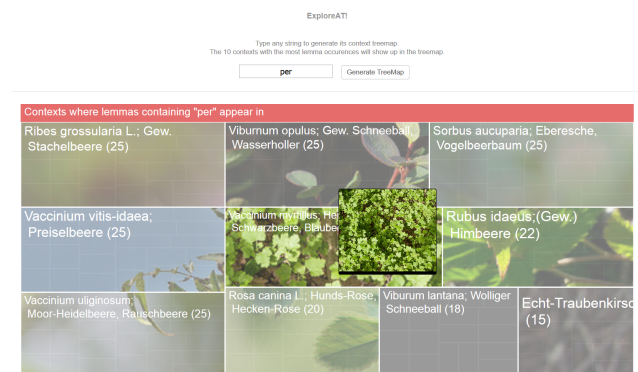 ExploreAT!
Type any string to generate its context treemap.
The 10 contexts with the most lemma occurences will show up in the treemap
per
Generate TreeMap
Contexts where lemmas containing "per" appear in
Ribes grossularia L.; Gew.
Stachelbeere (25)
Viburnum opulus; Gew. Schneeball,
Wasserholler (25)
Sorbus aucuparia; Eberesche,
Vogelbeerbaum (25)
Vaccinium vitis-idaea;
Preiselbeere (25)
Vaccinium myrtillus; He
Schwarzbeere, Blaube
Rubus idaeus;(Gew.)
Himbeere (22)
Vaccinium uliginosum;
Moor-Heidelbeere, Rauschbeere (25)
Rosa canina L.; Hunds-Rose,
Hecken-Rose (20)
Viburum lantana; Wolliger
Schneeball (18)
Echt-Traubenkirsc
(15)